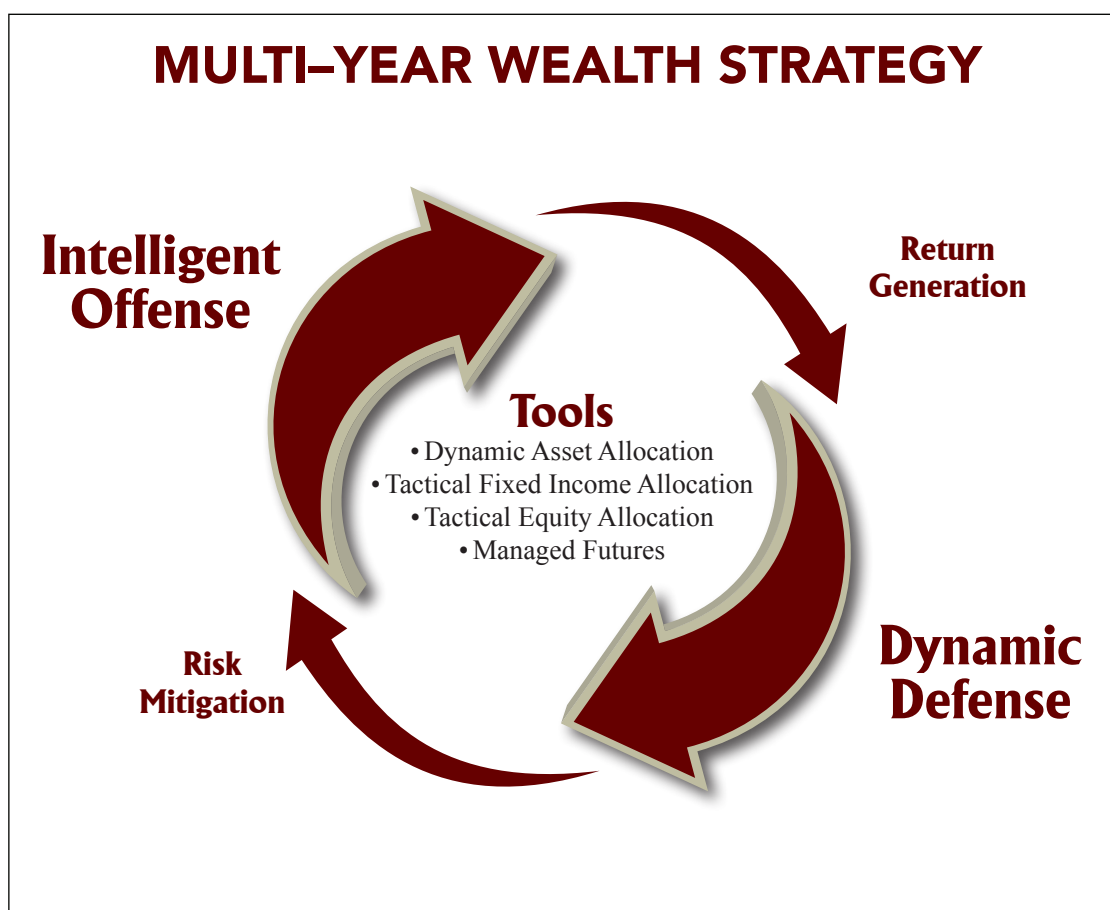 MULTI–YEAR WEALTH STRATEGY
Intelligent
Offense
Return
Generation
Tools
• Dynamic Asset Allocation
• Tactical Fixed Income Allocation
• Tactical Equity Allocation
• Managed Futures
Risk
Mitigation
Dynamic
Defense